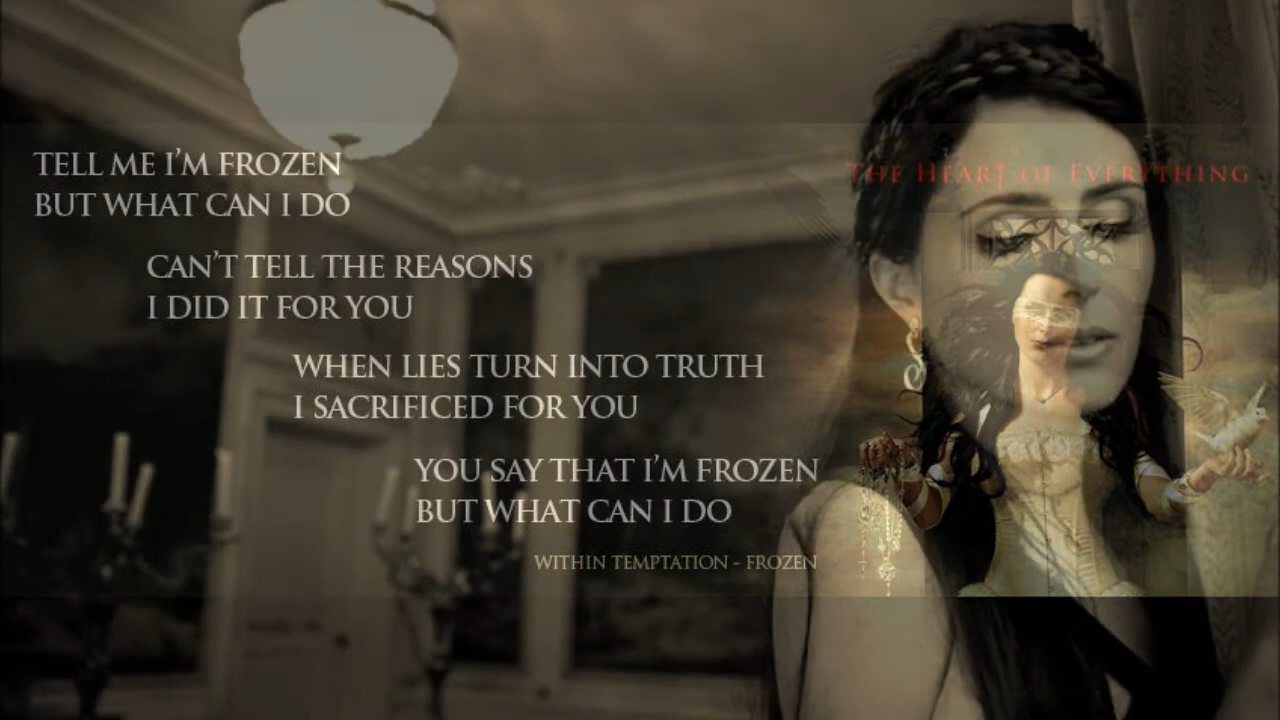 TELL ME I'M FROZEN
BUT WHAT CAN I DO
CAN'T TELL THE REASONS
I DID IT FOR YOU
WHEN LIES TURN INTO TRUTH
I SACRIFICED FOR YOU
YOU SAY THAT I'M FROZEN
BUT WHAT CAN I DO
WITHIN TEMPTATION - FROZEN
THE HEART OF EVERYTHING